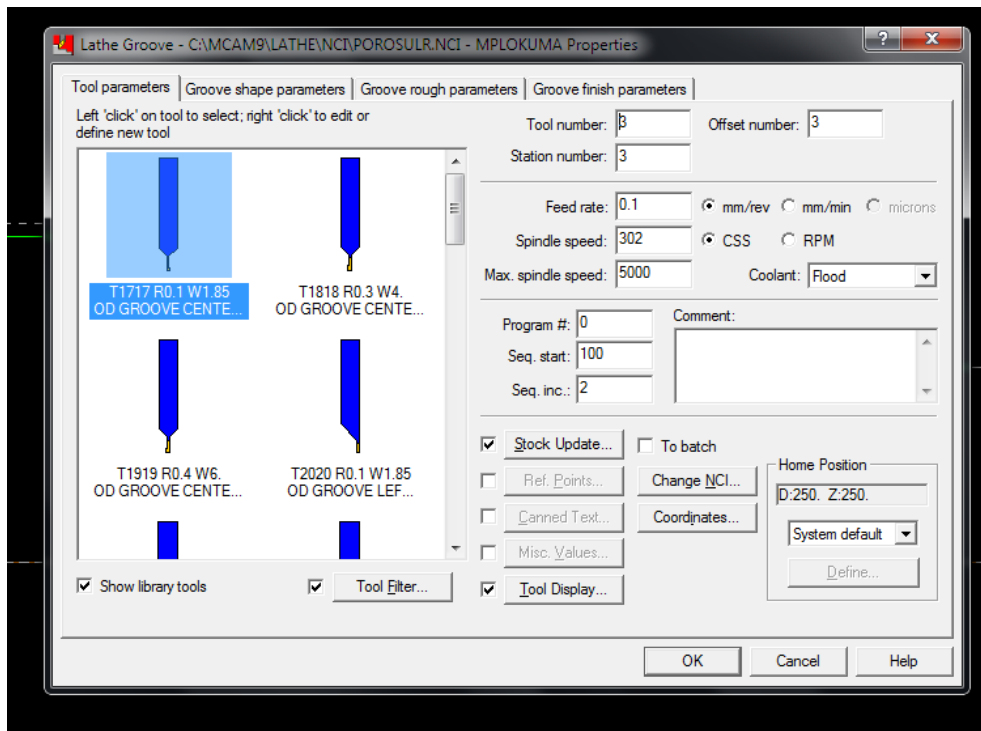 Lathe Groove - C:\MCAM9\LATHE\NCI\POROSULR.NCI - MPLOKUMA Properties
Tool parameters
Groove shape parameters
Groove rough parameters
Groove finish parameters
Left 'click' on tool to select; right 'click' to edit or
define new tool
T1717 R0.1 W1.85
OD GROOVE CENTE...
T1818 R0.3 W4.
OD GROOVE CENTE...
T1919 R0.4 W6.
OD GROOVE CENTE...
T2020 R0.1 W1.85
OD GROOVE LEF...
Show library tools
Tool Filter...
Tool number: 3
Offset number: 3
Station number: 3
Feed rate: 0.1
mm/rev
mm/min
microns
Spindle speed: 302
CSS
RPM
Max. spindle speed: 5000
Coolant: Flood
Program #: 0
Seq. start: 100
Seq. inc.: 2
Comment:
Stock Update...
To batch
Ref. Points...
Change NCI...
Canned Text...
Coordinates...
Misc. Values...
Tool Display...
Home Position
D:250. Z:250.
System default
Define...
OK
Cancel
Help